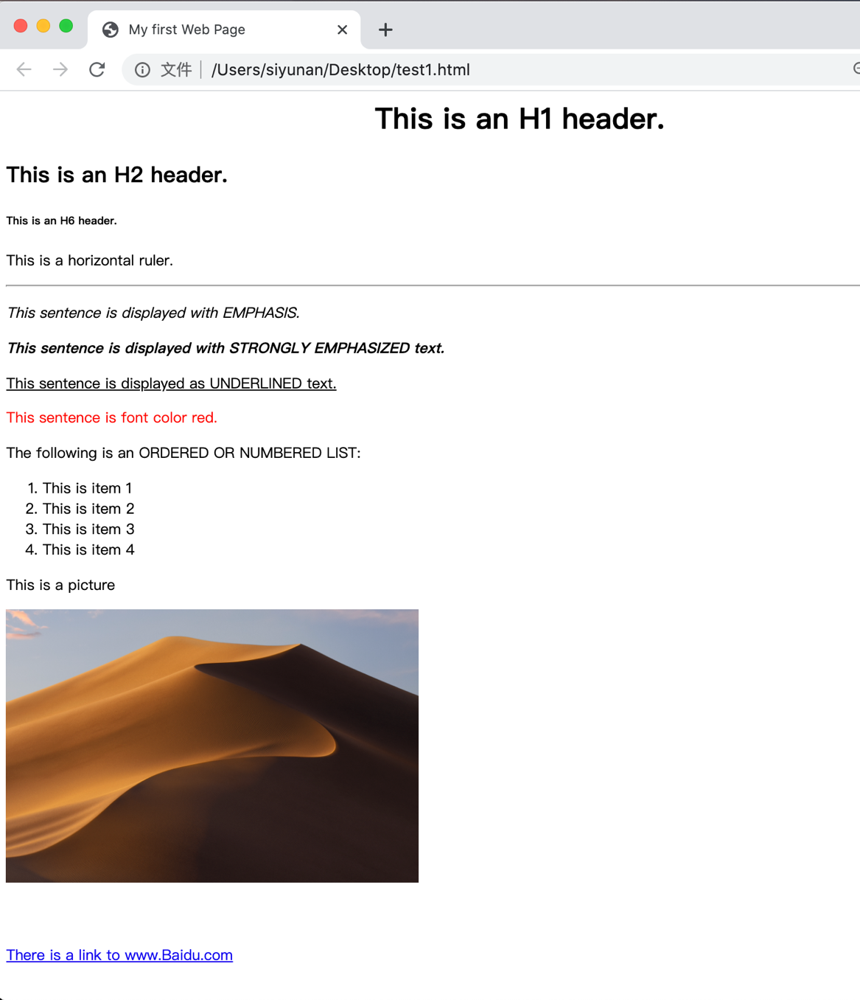 My first Web Page
文件 /Users/siyunan/Desktop/test1.html
This is an H1 header.
This is an H2 header.
This is an H6 header.
This is a horizontal ruler.
This sentence is displayed with EMPHASIS.
This sentence is displayed with STRONGLY EMPHASIZED text.
This sentence is displayed as UNDERLINED text.
This sentence is font color red.
The following is an ORDERED OR NUMBERED LIST:
1. This is item 1
2. This is item 2
3. This is item 3
4. This is item 4
This is a picture
There is a link to www.Baidu.com